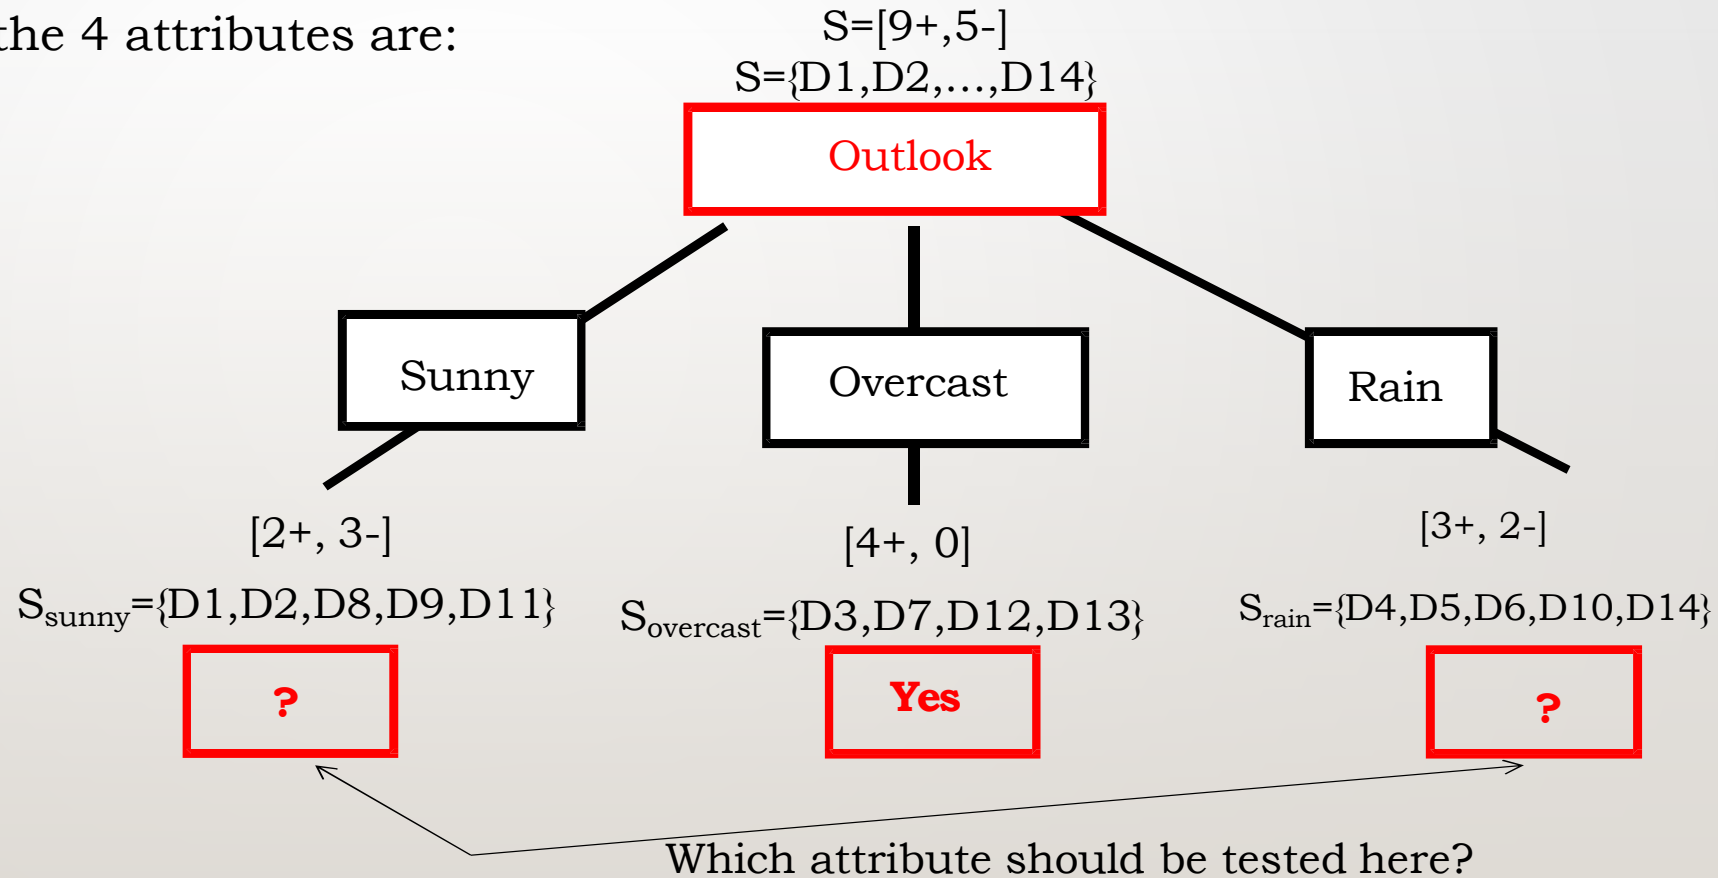 the 4 attributes are:
S=[9+,5-]
S={D1,D2,...,D14}
Outlook
Sunny
Overcast
Rain
[2+, 3-]
[4+, 0]
[3+, 2-]
Ssunny={D1,D2,D8,D9,D11}
Sovercast={D3,D7,D12,D13}
Srain={D4,D5,D6,D10,D14}
?
Yes
?
Which attribute should be tested here?